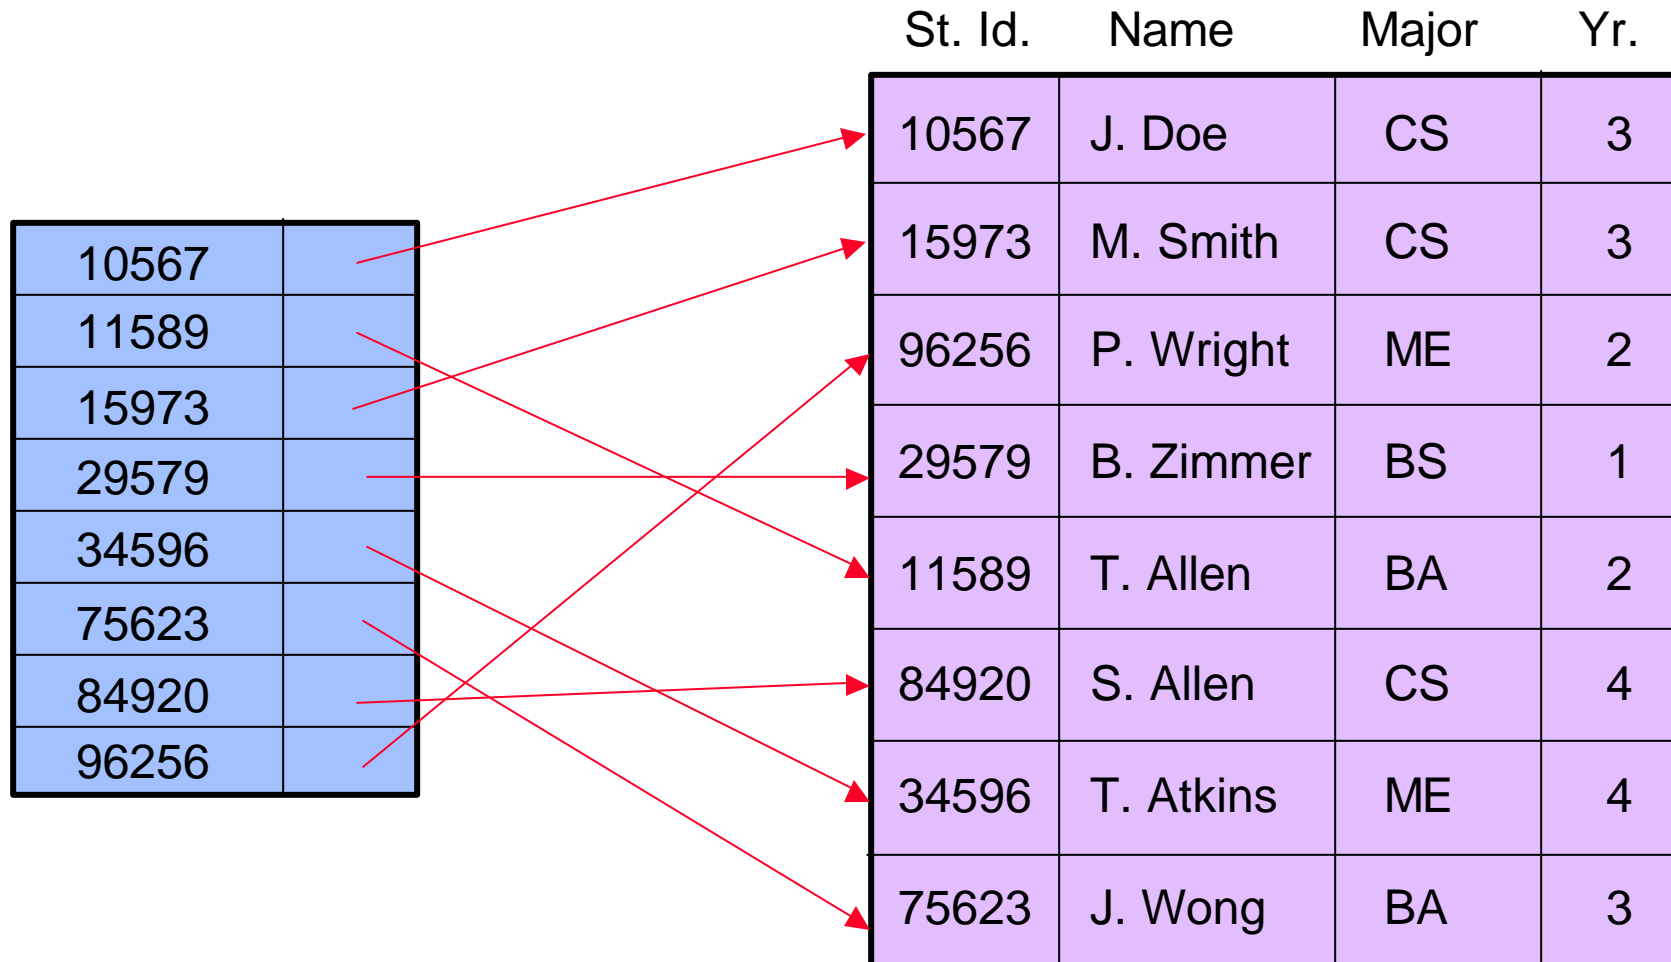 St. Id. Name Major Yr.
10567 J. Doe CS 3
15973 M. Smith CS 3
96256 P. Wright ME 2
29579 B. Zimmer BS 1
11589 T. Allen BA 2
84920 S. Allen CS 4
34596 T. Atkins ME 4
75623 J. Wong BA 3
10567
11589
15973
29579
34596
75623
84920
96256